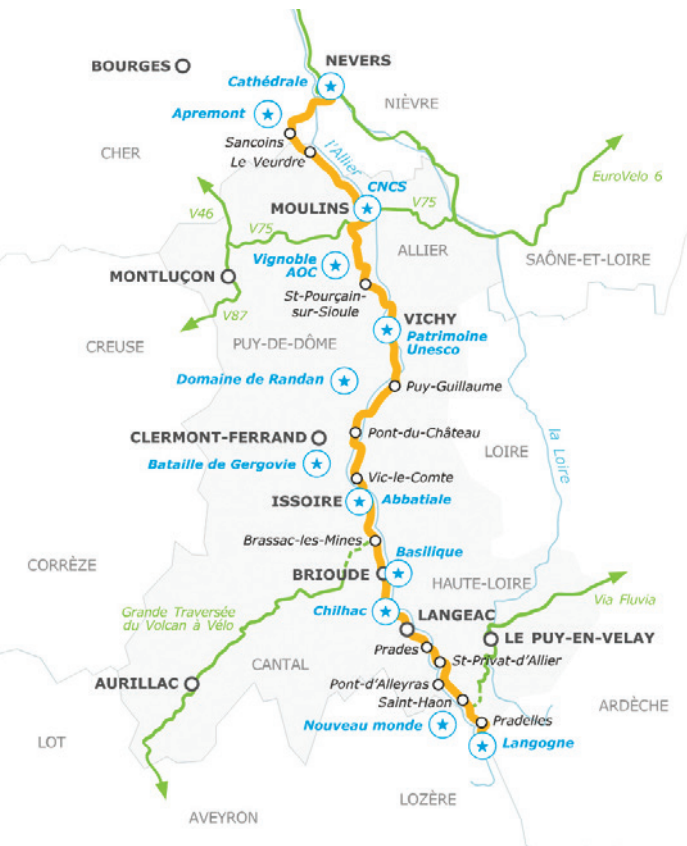 NEVERS
BOURGES
Cathédrale
NIÈVRE
Apremont
Sancoins
CHER
Le Veurdre
l'Allier
EuroVelo 6
CNCS
V46
MOULINS
V75
V75
ALLIER
SAÔNE-ET-LOIRE
Vignoble
AOC
MONTLUÇON
St-Pourçain-
sur-Sioule
V87
VICHY
CREUSE
PUY-DE-DÔME
Patrimoine
Unesco
Domaine de Randan
Puy-Guillaume
CLERMONT-FERRAND
Pont-du-Château
la Loire
LOIRE
Bataille de Gergovie
Vic-le-Comte
ISSOIRE
Abbatiale
Brassac-les-Mines
Basilique
CORRÈZE
BRIOUDE
HAUTE-LOIRE
Via Fluvia
Grande Traversée
du Volcan à Vélo
Chilhac
LANGEAC
LE PUY-EN-VELAY
Prades
CANTAL
St-Privat-d'Allier
AURILLAC
Pont-d'Alleyras
Saint-Haon
ARDÈCHE
Nouveau monde
Pradelles
LOT
Langogne
LOZÈRE
AVEYRON